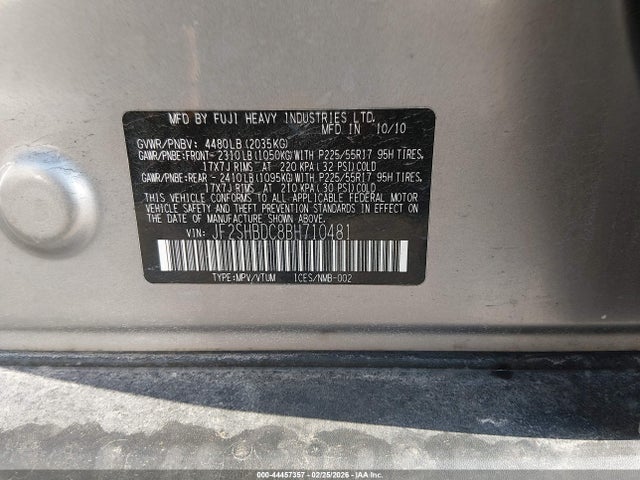 MFD BY FUJI HEAVY INDUSTRIES LTD.
MFD IN 10/10
GVWR/PNBV: 4480LB(2035KG)
GAWR/PNBE:FRONT-2310LB(1050KG)WITH P225/55R17 95H TIRES,
17X7J RIMS AT 220 KPA(32 PSI)COLD
GAWR/PNBE:REAR -2410LB(1095KG)WITH P225/55R17 95H TIRES,
17X7J RIMS AT 210 KPA(30 PSI)COLD
THIS VEHICLE CONFORMS TO ALL APPLICABLE FEDERAL MOTOR
VEHICLE SAFETY, BUMPER, AND THEFT PREVENTION STANDARDS IN
EFFECT ON THE DATE OF MANUFACTURE SHOWN ABOVE.
VIN: JF2SHBDC8BH710481
TYPE:MPV/VTUM ICES/NMB-002
000-44457357 - 02/25/2026 - IAAI CORPORATE